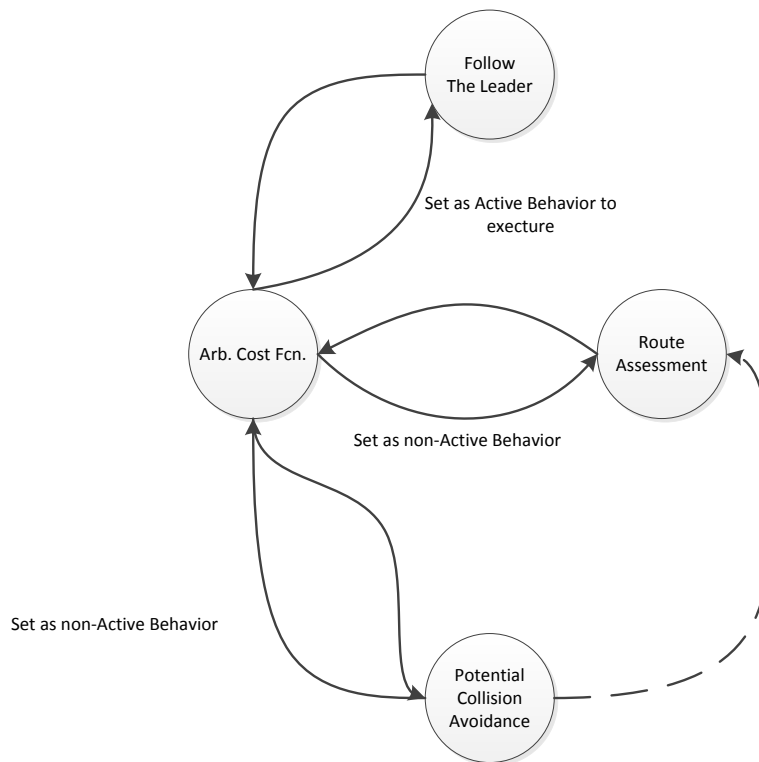 Follow
The Leader
Set as Active Behavior to
execture
Arb. Cost Fcn.
Route
Assessment
Set as non-Active Behavior
Set as non-Active Behavior
Potential
Collision
Avoidance